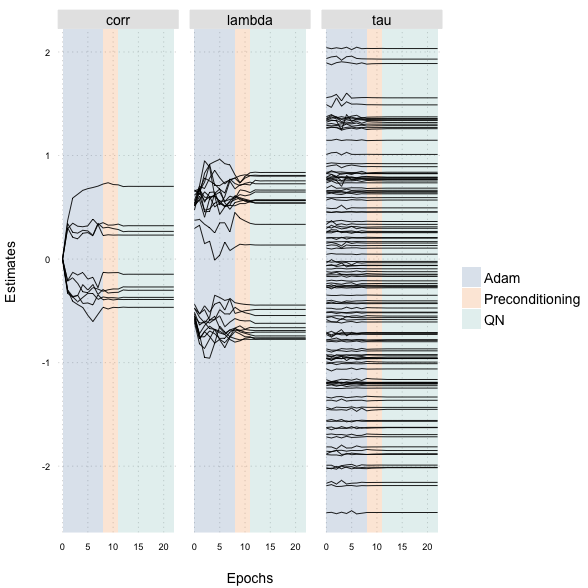 corr lambda tau
2
1
0
-1
-2
Estimates
0 5 10 15 20 0 5 10 15 20 0 5 10 15 20
Epochs
Adam
Preconditioning
QN